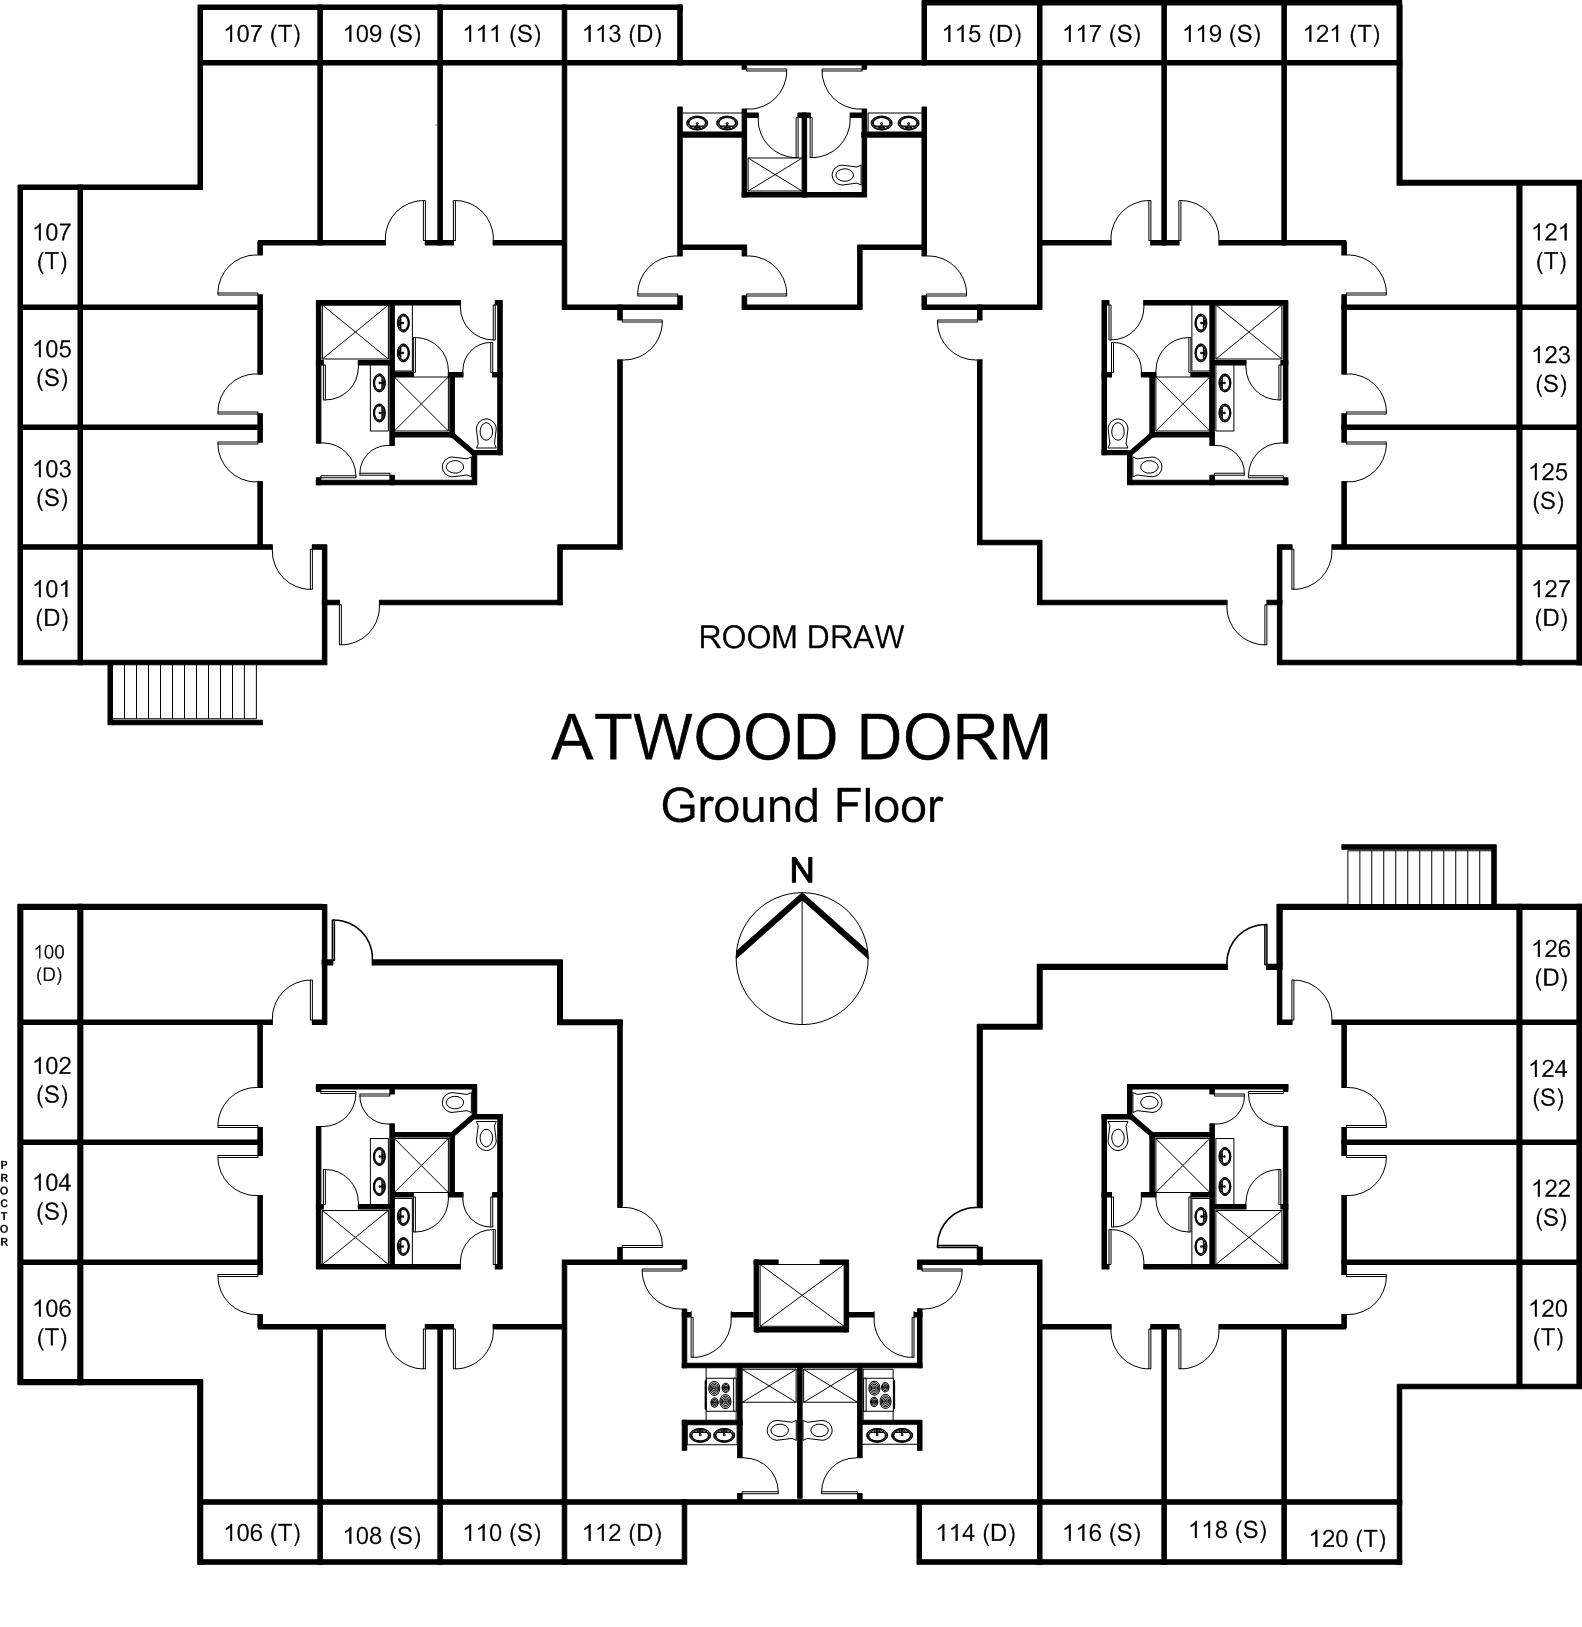 107 (T)
109 (S)
111 (S)
113 (D)
115 (D)
117 (S)
119 (S)
121 (T)
107
(T)
121
(T)
105
(S)
123
(S)
103
(S)
125
(S)
101
(D)
127
(D)
ROOM DRAW
ATWOOD DORM
Ground Floor
N
100
(D)
126
(D)
102
(S)
124
(S)
PROCTOR
104
(S)
122
(S)
106
(T)
120
(T)
106 (T)
108 (S)
110 (S)
112 (D)
114 (D)
116 (S)
118 (S)
120 (T)